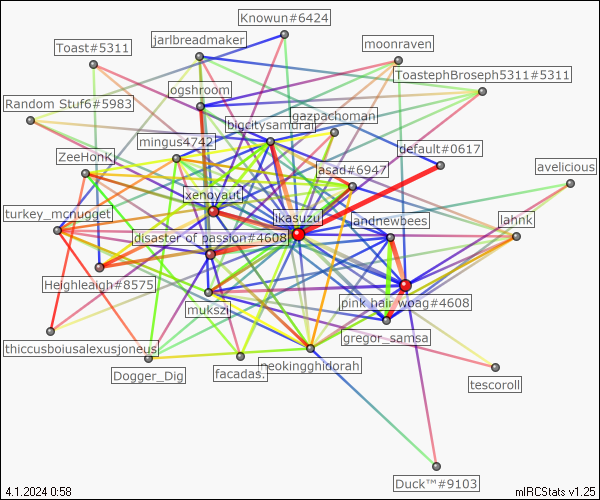 Knowun#6424
jarlbreadmaker
moonraven
Toast#5311
ToastephBroseph5311#5311
ogshroom
Random Stuf6#5983
gazpachoman
bigcitysamurai
mingus4742
default#0617
ZeeHonK
asad#6947
avelicious
xenoyaut
turkey_mcnugget
ikasuzu
landnewbees
lahnk
disaster of passion#4608
Heighleaigh#8575
mukszi
pink hair woag#4608
gregor_samsa
thiccusboiusalexusjoneus
neokingghidorah
Dogger_Dig
facadas.
tescoroll
Duck™#9103
4.1.2024 0:58
mIRCStats v1.25